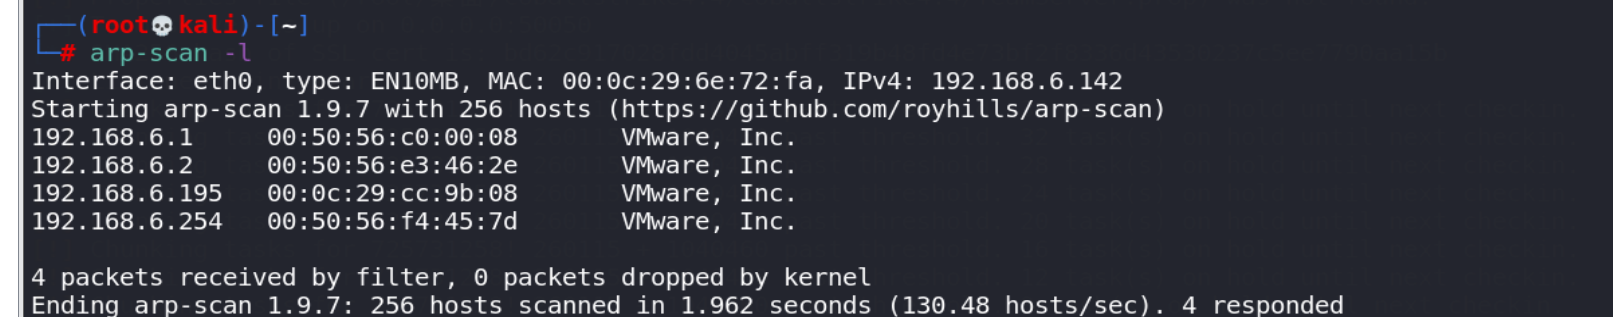 ┌──(root💀kali)-[~]
└─# arp-scan -l
Interface: eth0, type: EN10MB, MAC: 00:0c:29:6e:72:fa, IPv4: 192.168.6.142
Starting arp-scan 1.9.7 with 256 hosts (https://github.com/royhills/arp-scan)
192.168.6.1     00:50:56:c0:00:08       VMware, Inc.
192.168.6.2     00:50:56:e3:46:2e       VMware, Inc.
192.168.6.195   00:0c:29:cc:9b:08       VMware, Inc.
192.168.6.254   00:50:56:f4:45:7d       VMware, Inc.
4 packets received by filter, 0 packets dropped by kernel
Ending arp-scan 1.9.7: 256 hosts scanned in 1.962 seconds (130.48 hosts/sec). 4 responded